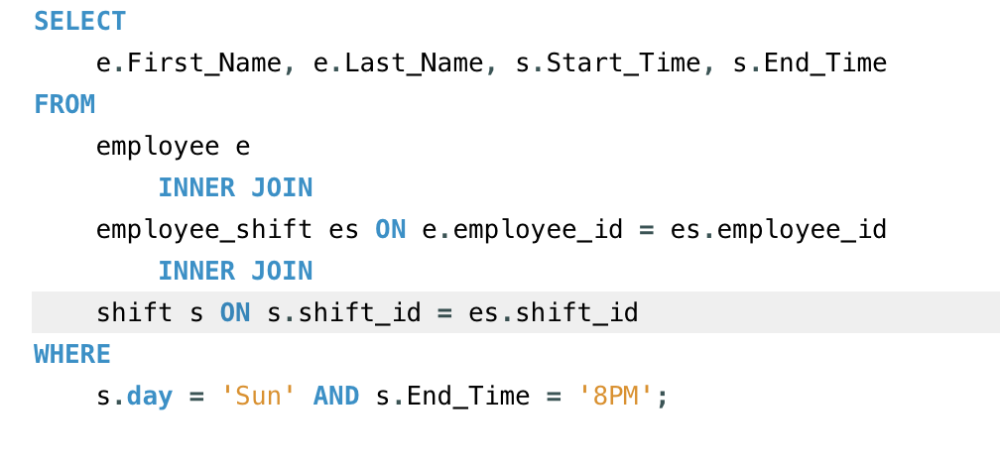 SELECT
e.First_Name, e.Last_Name, s.Start_Time, s.End_Time
FROM
employee e
INNER JOIN
employee_shift es ON e.employee_id = es.employee_id
INNER JOIN
shift s ON s.shift_id = es.shift_id
WHERE
s.day = 'Sun' AND s.End_Time = '8PM';